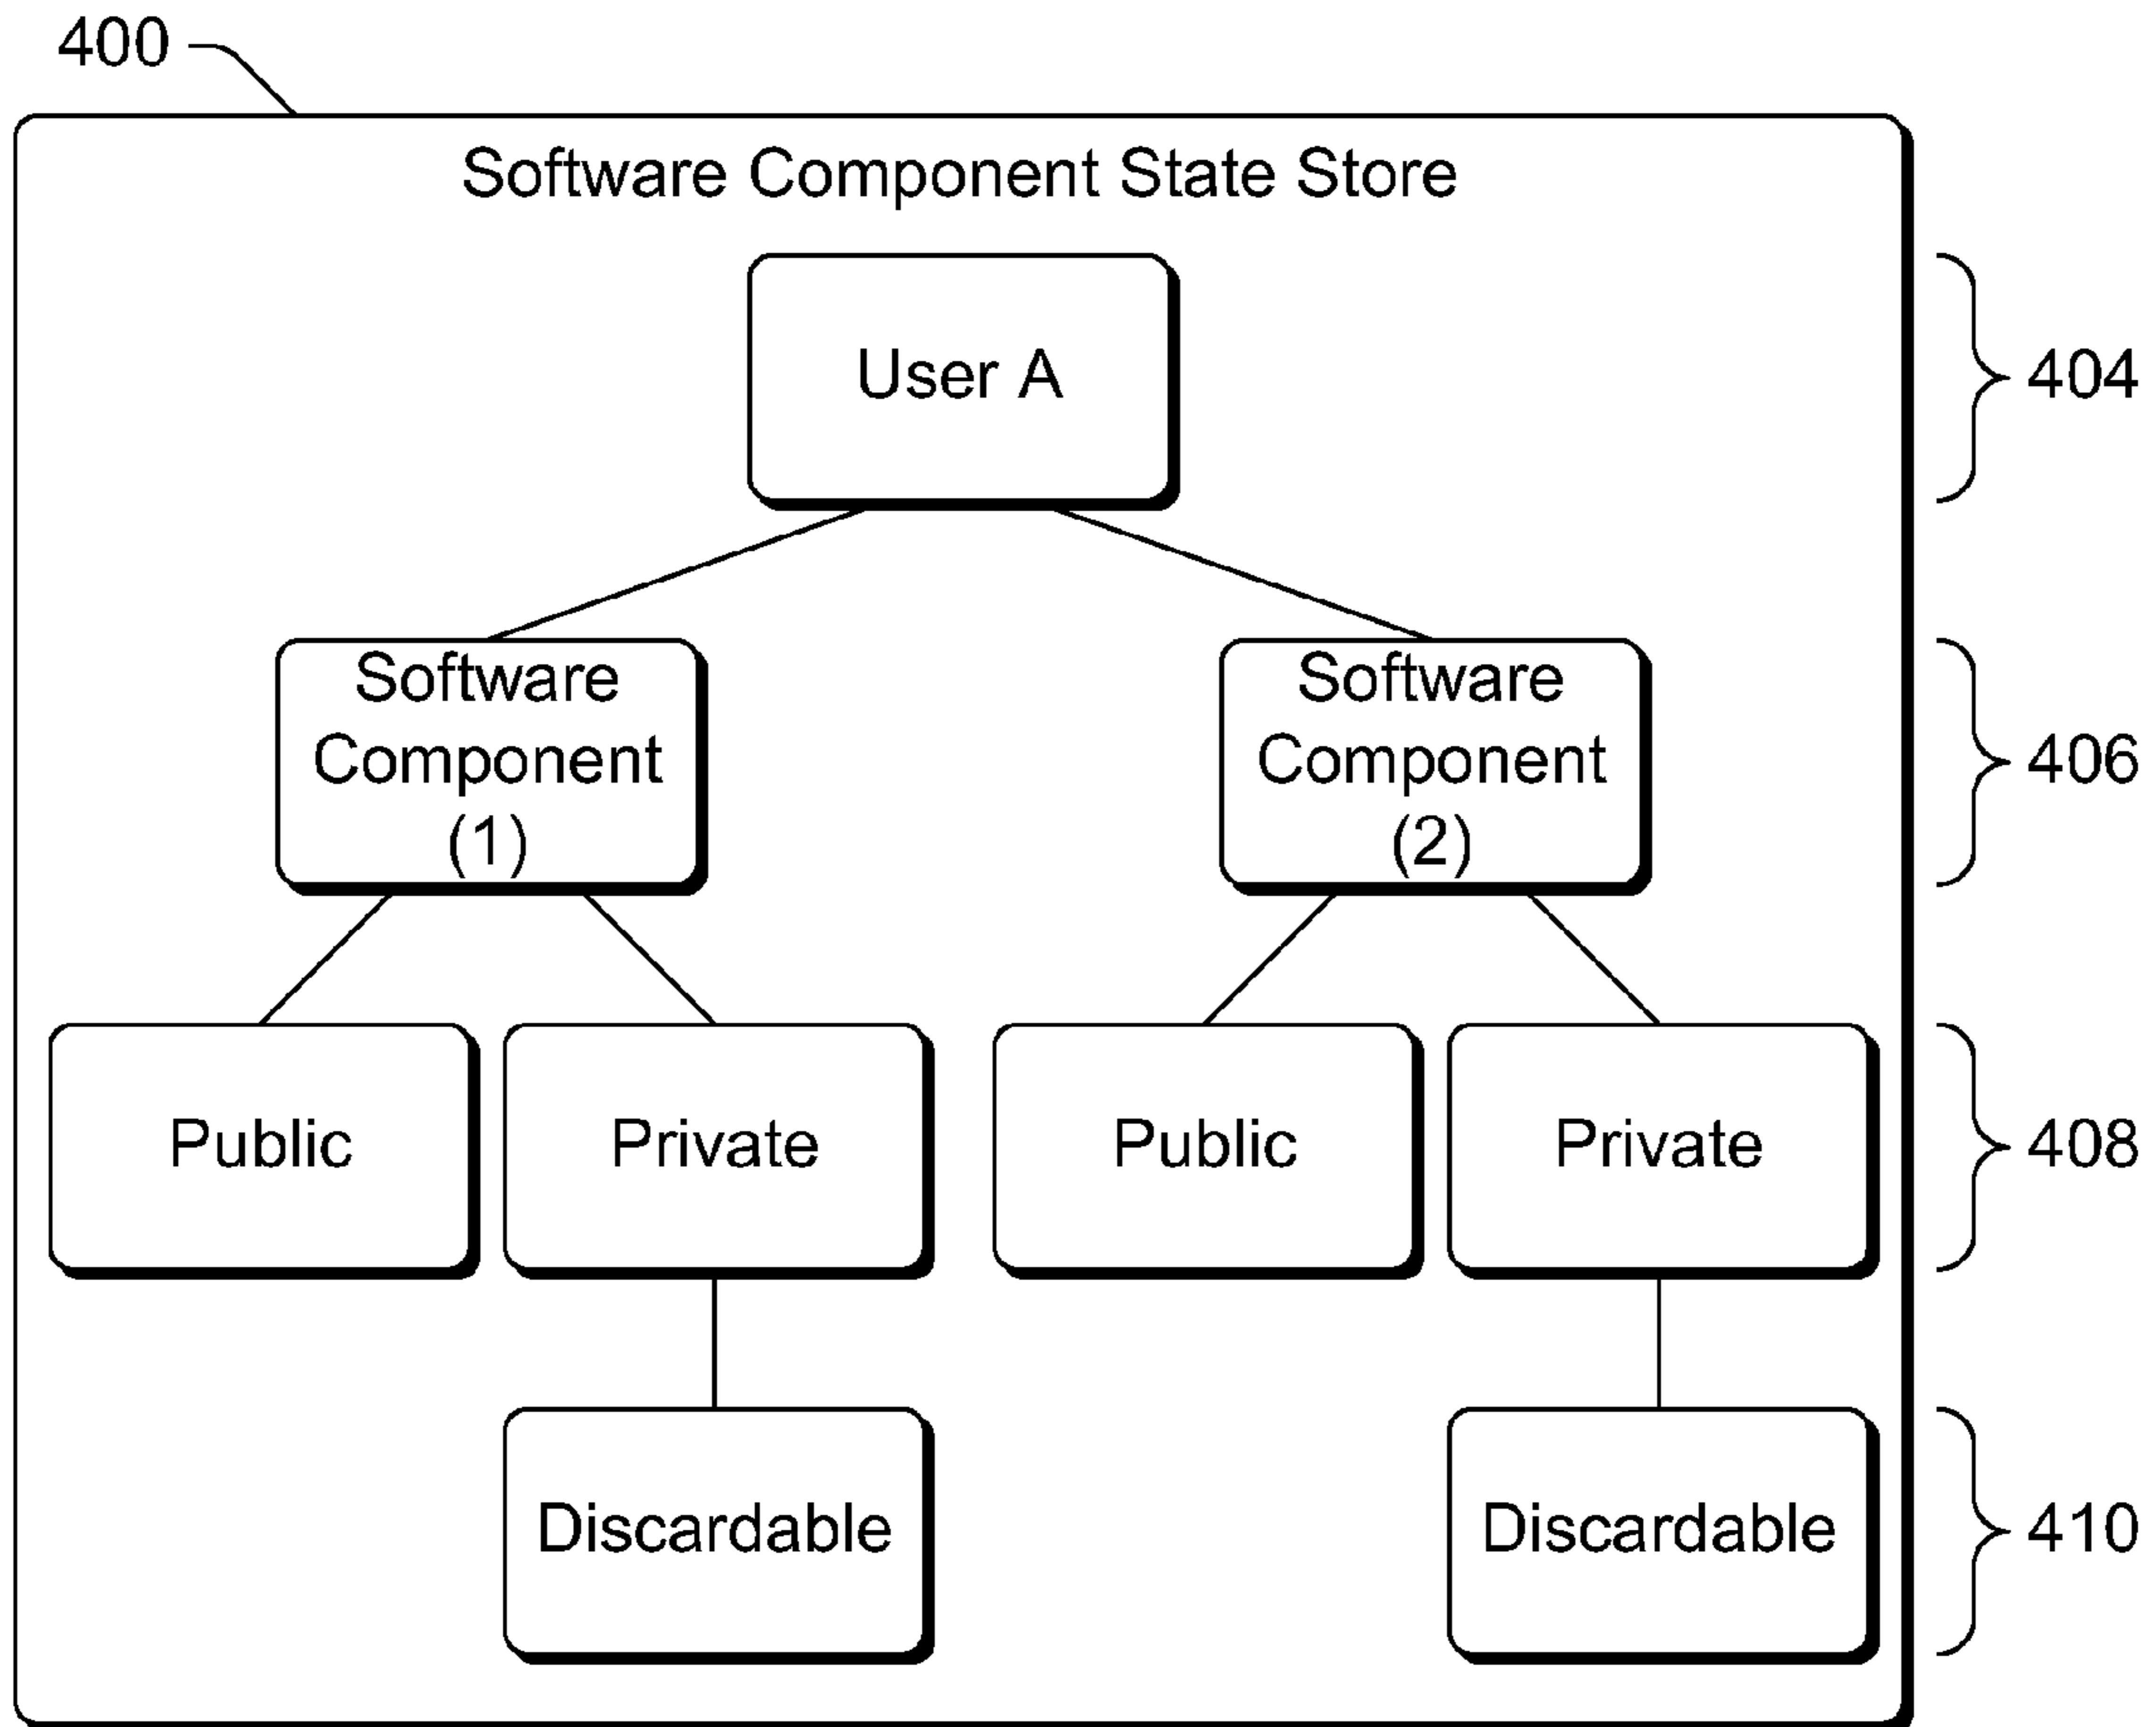 400
Software Component State Store
User A
404
Software
Component
(1)
Software
Component
(2)
406
Public
Private
Public
Private
408
Discardable
Discardable
410